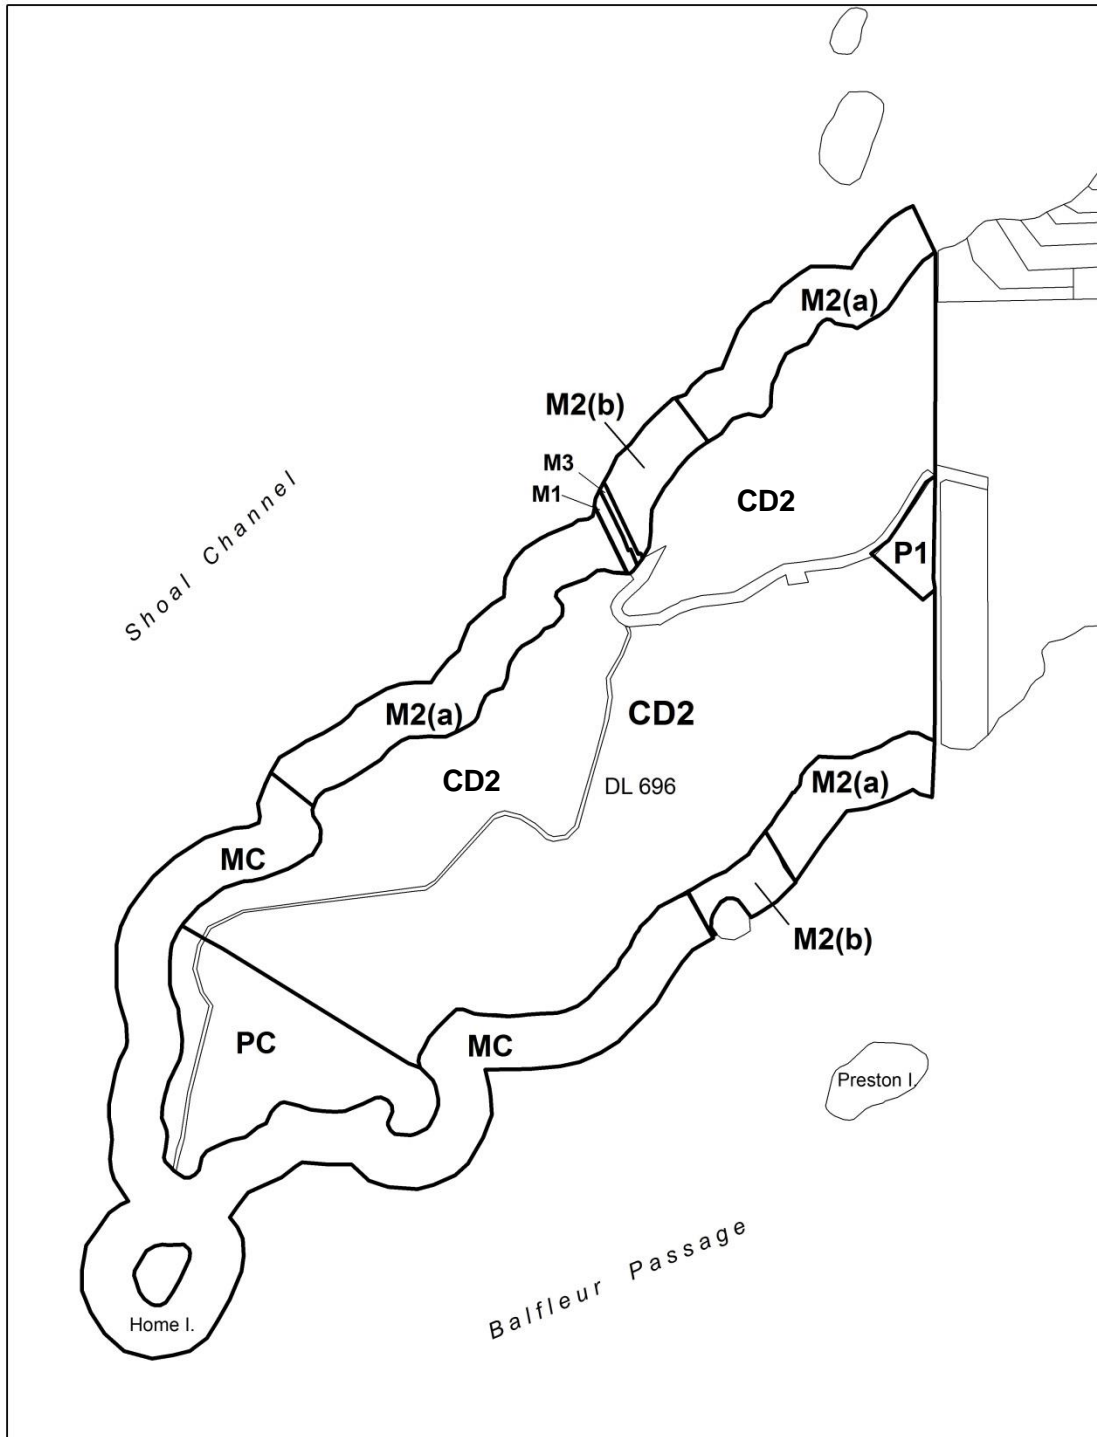 M2(a)
M2(b)
M3
M1
CD2
Shoal Channel
P1
M2(a)
CD2
CD2
DL 696
M2(a)
MC
M2(b)
PC
MC
Preston I.
Balfleur Passage
Home I.